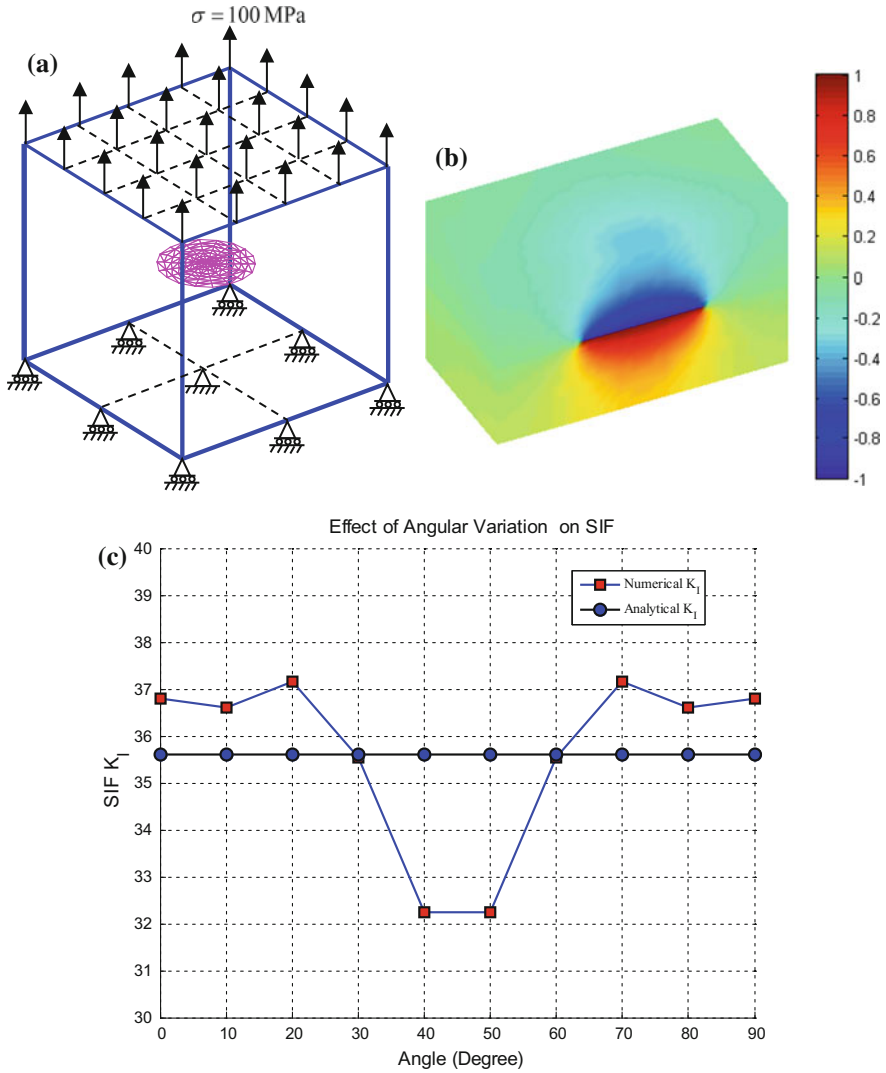 σ = 100 MPa
(a)
(b)
1
0.8
0.6
0.4
0.2
0
-0.2
-0.4
-0.6
-0.8
-1
(c)
Effect of Angular Variation on SIF
40
39
38
37
36
35
34
33
32
31
30
SIF K_I
Numerical K_I
Analytical K_I
0 10 20 30 40 50 60 70 80 90
Angle (Degree)